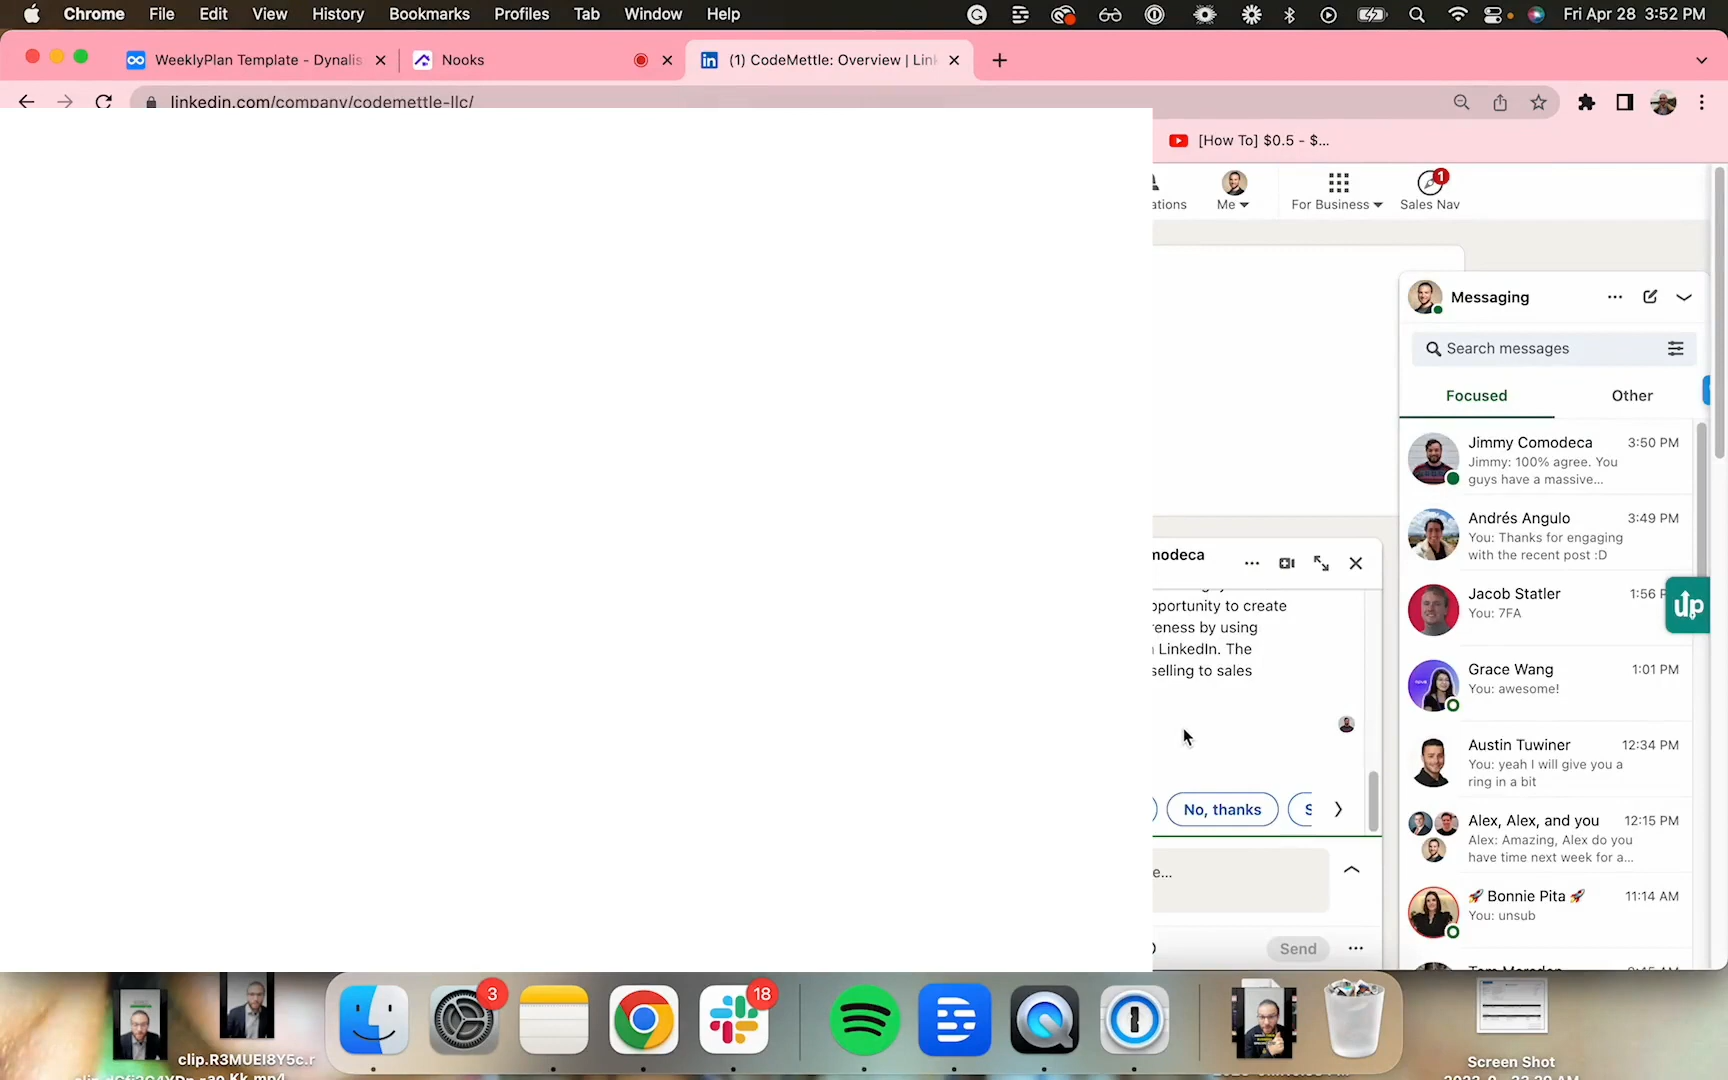 Chrome File Edit View History Bookmarks Profiles Tab Window Help Fri Apr 28 3:52 PM
WeeklyPlan Template - Dynalis Nooks (1) CodeMettle: Overview | Link
linkedin.com/company/codemettle-llc/
[How To] $0.5 - $...
ations Me For Business Sales Nav
1
Messaging
Search messages
Focused Other
Jimmy Comodeca 3:50 PM
Jimmy: 100% agree. You
guys have a massive...
Andrés Angulo 3:49 PM
You: Thanks for engaging
with the recent post :D
Jacob Statler 1:56
You: 7FA
Grace Wang 1:01 PM
You: awesome!
Austin Tuwiner 12:34 PM
You: yeah I will give you a
ring in a bit
Alex, Alex, and you 12:15 PM
Alex: Amazing, Alex do you
have time next week for a...
🚀 Bonnie Pita 🚀 11:14 AM
You: unsub
up
modeca
portunity to create
reness by using
LinkedIn. The
selling to sales
No, thanks S
e...
Send
3
18
clip.R3MUEI8Y5c.r
Screen Shot